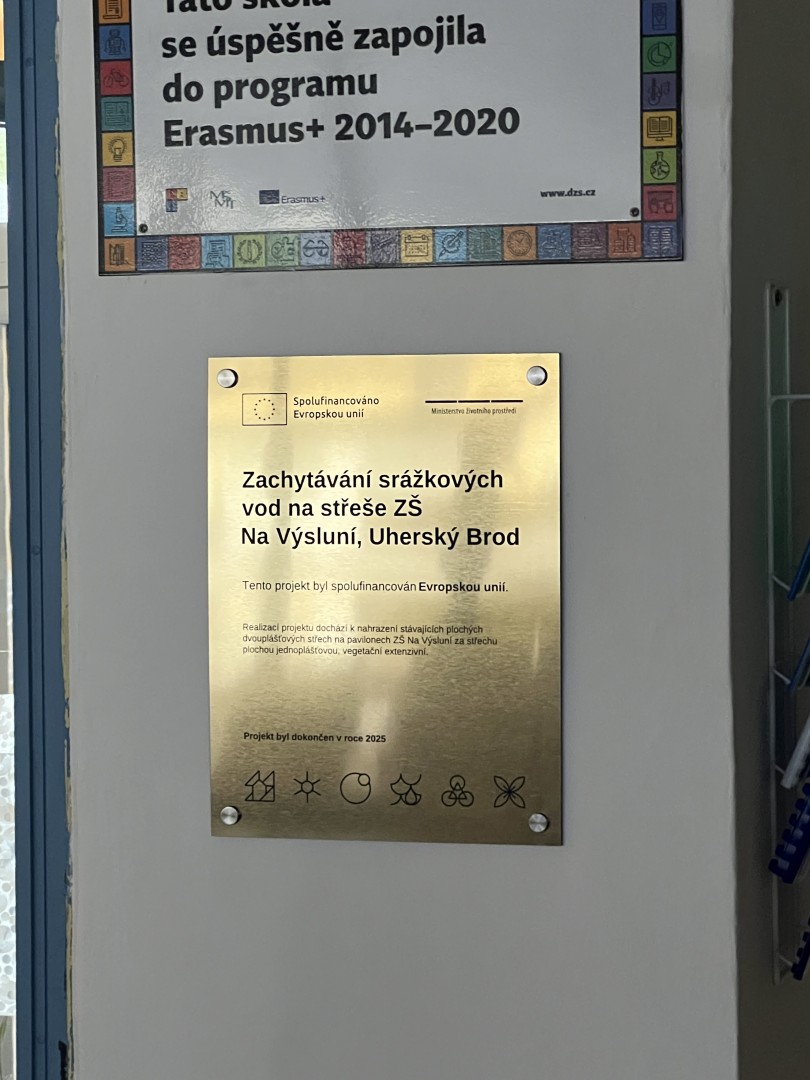 Tato škola
se úspěšně zapojila
do programu
Erasmus+ 2014–2020
Erasmus+
www.dzs.cz
Spolufinancováno
Evropskou unií
Ministerstvo životního prostředí
Zachytávání srážkových
vod na střeše ZŠ
Na Výsluní, Uherský Brod
Tento projekt byl spolufinancován Evropskou unií.
Realizací projektu dochází k nahrazení stávajících plochých
dvouplášťových střech na pavilonech ZŠ Na Výsluní za střechu
plochou jednoplášťovou, vegetační extenzivní.
Projekt byl dokončen v roce 2025